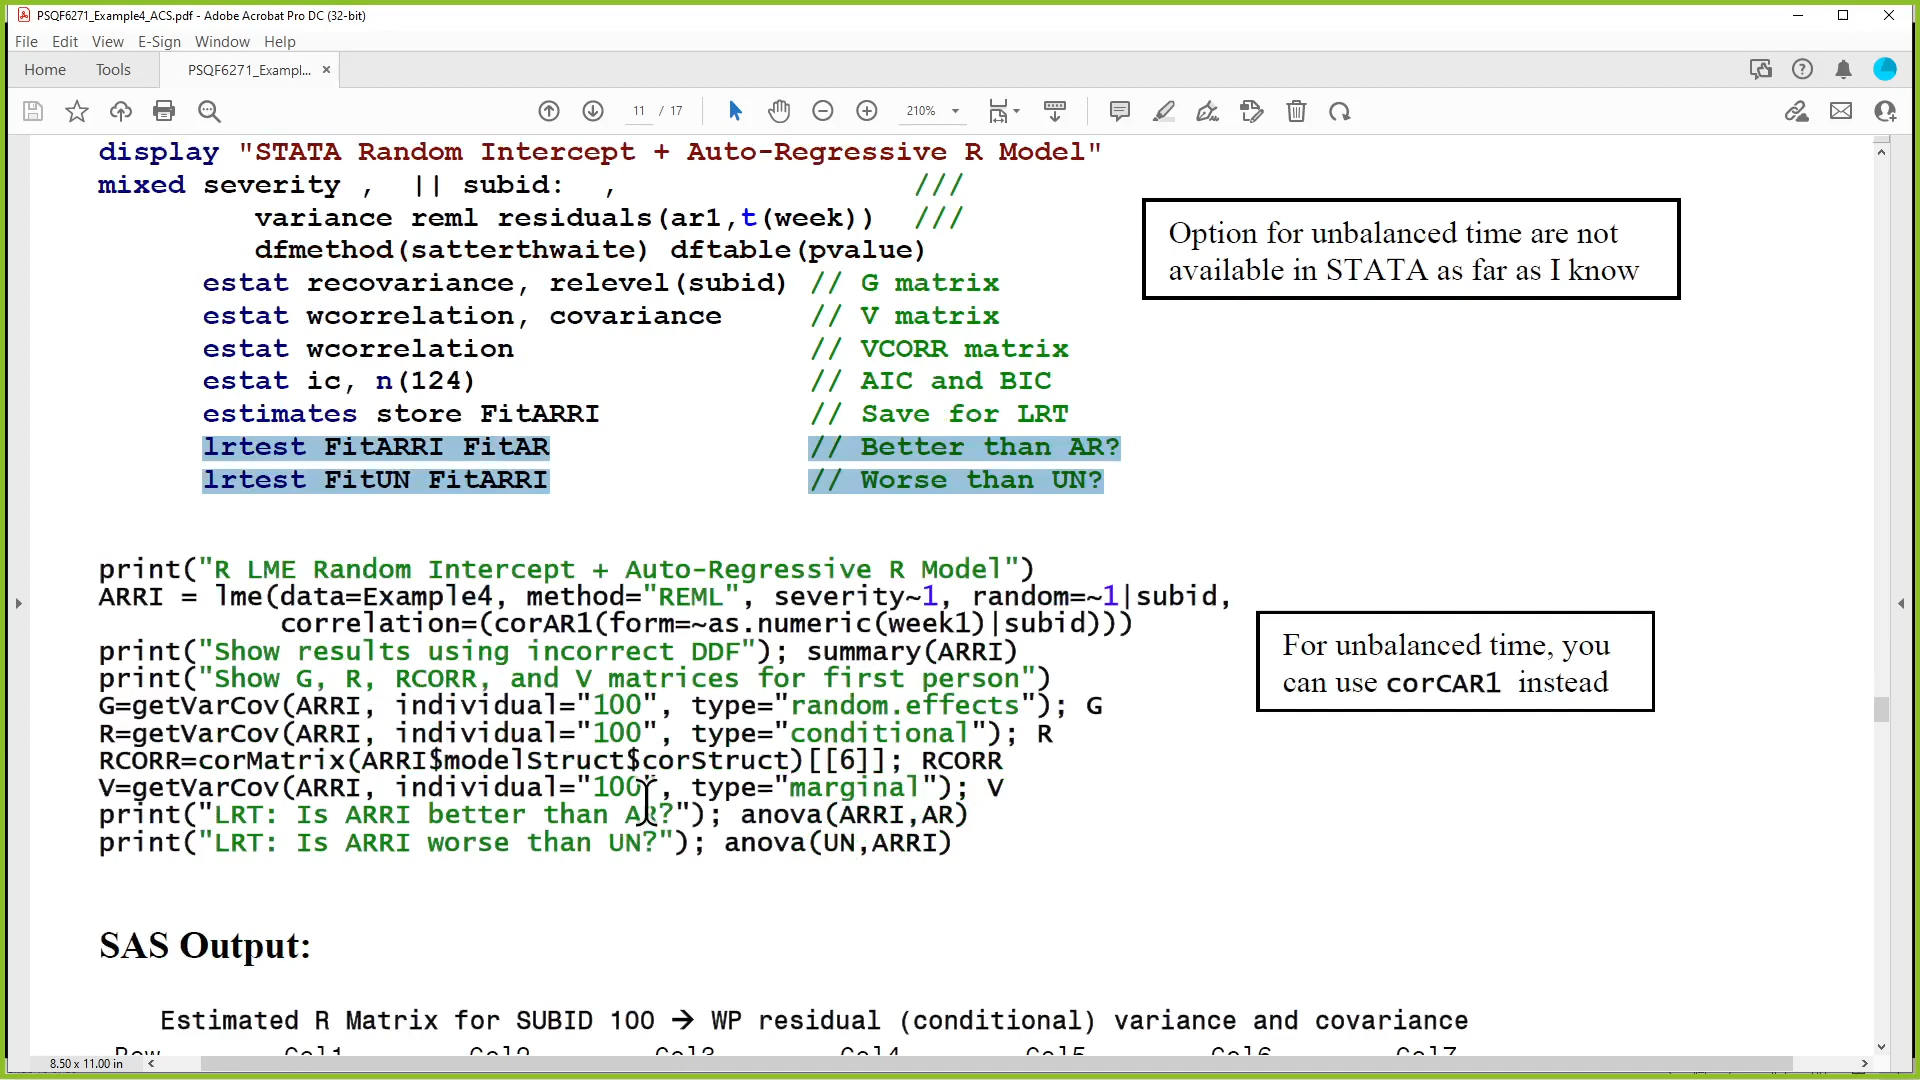 PSQF6271_Example4_ACS.pdf - Adobe Acrobat Pro DC (32-bit)
File Edit View E-Sign Window Help
Home Tools PSQF6271_Exampl... ×
11 / 17 210%
display "STATA Random Intercept + Auto-Regressive R Model"
mixed severity , || subid: , ///
variance reml residuals(ar1,t(week)) ///
dfmethod(satterthwaite) dftable(pvalue)
estat recovariance, relevel(subid) // G matrix
estat wcorrelation, covariance // V matrix
estat wcorrelation // VCORR matrix
estat ic, n(124) // AIC and BIC
estimates store FitARRI // Save for LRT
lrtest FitARRI FitAR // Better than AR?
lrtest FitUN FitARRI // Worse than UN?
Option for unbalanced time are not
available in STATA as far as I know
print("R LME Random Intercept + Auto-Regressive R Model")
ARRI = lme(data=Example4, method="REML", severity~1, random=~1|subid,
correlation=(corAR1(form=~as.numeric(week1)|subid)))
print("Show results using incorrect DDF"); summary(ARRI)
print("Show G, R, RCORR, and V matrices for first person")
G=getVarCov(ARRI, individual="100", type="random.effects"); G
R=getVarCov(ARRI, individual="100", type="conditional"); R
RCORR=corMatrix(ARRI$modelStruct$corStruct)[[6]]; RCORR
V=getVarCov(ARRI, individual="100", type="marginal"); V
print("LRT: Is ARRI better than AR?"); anova(ARRI,AR)
print("LRT: Is ARRI worse than UN?"); anova(UN,ARRI)
For unbalanced time, you
can use corCAR1 instead
SAS Output:
Estimated R Matrix for SUBID 100 → WP residual (conditional) variance and covariance
Row Col1 Col2 Col3 Col4 Col5 Col6 Col7
8.50 x 11.00 in